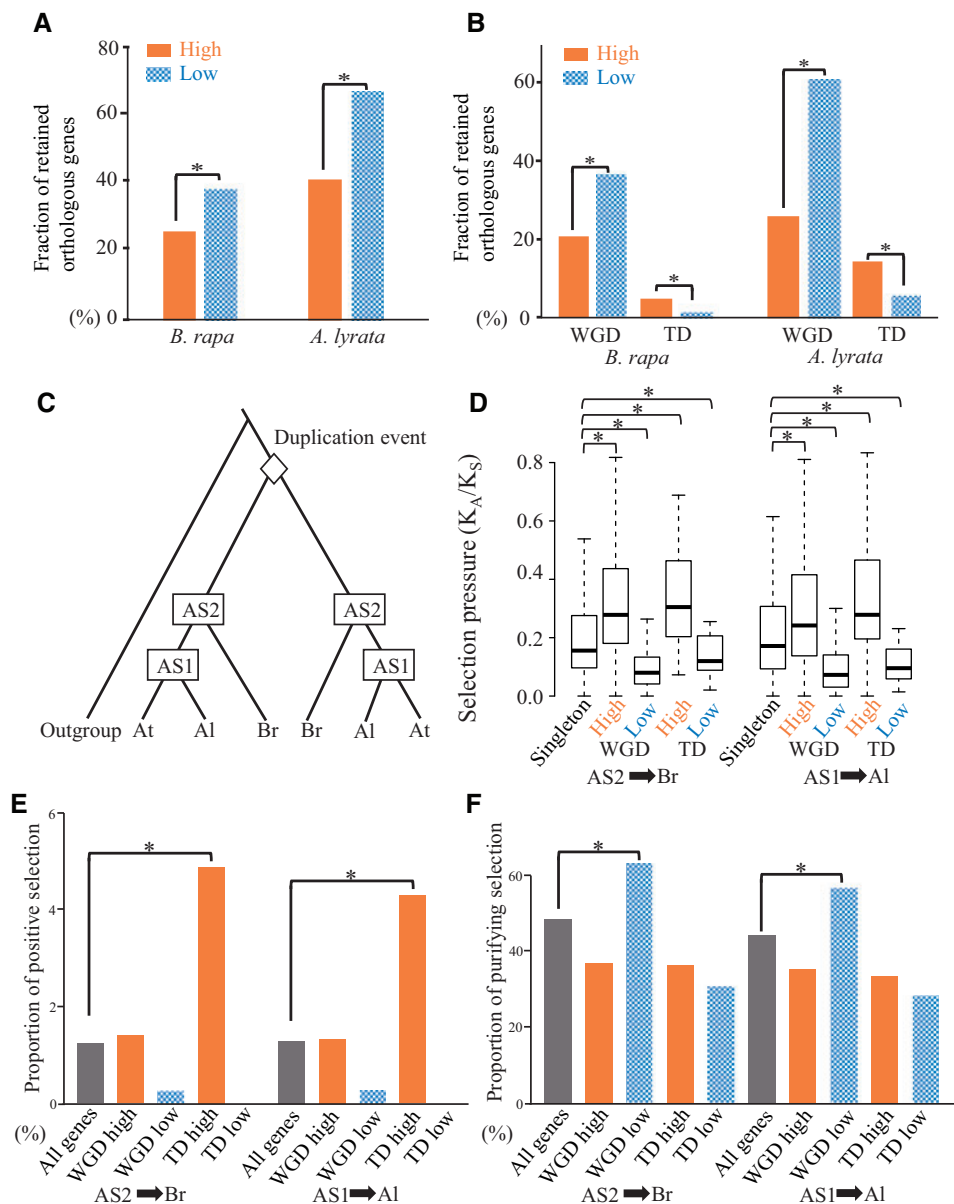 A
High
Low
Fraction of retained
orthologous genes
(%)
80
60
40
20
0
*
*
B. rapa
A. lyrata
B
High
Low
Fraction of retained
orthologous genes
(%)
60
40
20
0
*
*
*
*
WGD
TD
WGD
TD
B. rapa
A. lyrata
C
Duplication event
AS2
AS2
AS1
AS1
Outgroup
At
Al
Br
Br
Al
At
D
Selection pressure (KA/KS)
0.8
0.6
0.4
0.2
0.0
*
*
*
*
*
*
*
*
Singleton
High
Low
High
Low
WGD
TD
AS2 Br
Singleton
High
Low
High
Low
WGD
TD
AS1 Al
E
Proportion of positive selection
(%)
6
4
2
0
*
*
All genes
WGD high
WGD low
TD high
TD low
All genes
WGD high
WGD low
TD high
TD low
AS2 Br
AS1 Al
F
Proportion of purifying selection
(%)
60
40
20
0
*
*
All genes
WGD high
WGD low
TD high
TD low
All genes
WGD high
WGD low
TD high
TD low
AS2 Br
AS1 Al